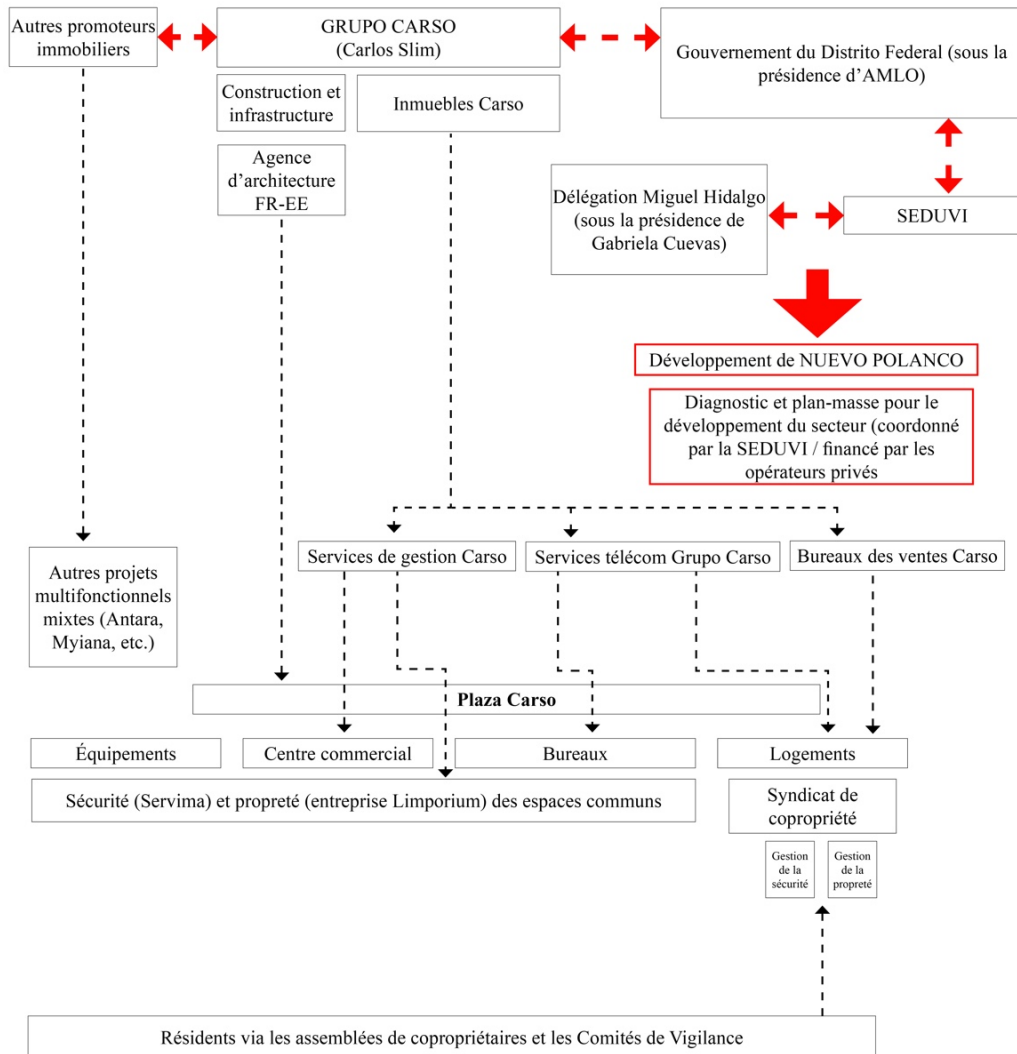 Autres promoteurs
immobiliers
GRUPO CARSO
(Carlos Slim)
Gouvernement du Distrito Federal (sous la
présidence d’AMLO)
Construction et
infrastructure
Inmuebles Carso
Agence
d’architecture
FR-EE
Délégation Miguel Hidalgo
(sous la présidence de
Gabriela Cuevas)
SEDUVI
Développement de NUEVO POLANCO
Diagnostic et plan-masse pour le
développement du secteur (coordonné
par la SEDUVI / financé par les
opérateurs privés
Services de gestion Carso
Services télécom Grupo Carso
Bureaux des ventes Carso
Autres projets
multifonctionnels
mixtes (Antara,
Myiana, etc.)
Plaza Carso
Équipements
Centre commercial
Bureaux
Logements
Sécurité (Servima) et propreté (entreprise Limporium) des espaces communs
Syndicat de
copropriété
Gestion
de la
sécurité
Gestion
de la
propreté
Résidents via les assemblées de copropriétaires et les Comités de Vigilance